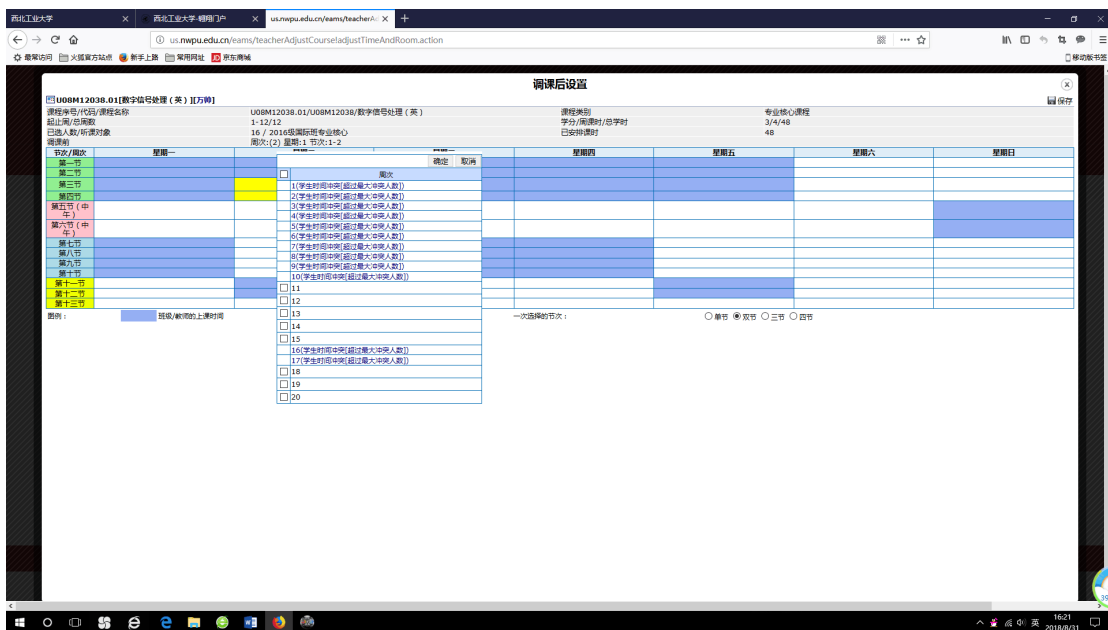 西北工业大学
西北工业大学-翱翔门户
us.nwpu.edu.cn/eams/teacherAc
us.nwpu.edu.cn/eams/teacherAdjustCourse!adjustTimeAndRoom.action
最常访问 火狐官方站点 新手上路 常用网址 JD 京东商城 移动版书签
调课后设置
U08M12038.01[数字信号处理（英）][万帅] 保存
课程序号/代码/课程名称 U08M12038.01/U08M12038/数字信号处理（英） 课程类别 专业核心课程
起止周/总周数 1-12/12 学分/周课时/总学时 3/4/48
已选人数/听课对象 16 / 2016级国际班专业核心 已安排课时 48
调课前 周次:(2) 星期:1 节次:1-2
节次/周次 星期一 星期四 星期五 星期六 星期日
确定 取消
第一节
第二节 周次
第三节 1(学生时间冲突[超过最大冲突人数])
第四节 2(学生时间冲突[超过最大冲突人数])
第五节（中午） 3(学生时间冲突[超过最大冲突人数])
4(学生时间冲突[超过最大冲突人数])
第六节（中午） 5(学生时间冲突[超过最大冲突人数])
6(学生时间冲突[超过最大冲突人数])
第七节 7(学生时间冲突[超过最大冲突人数])
第八节 8(学生时间冲突[超过最大冲突人数])
第九节 9(学生时间冲突[超过最大冲突人数])
第十节 10(学生时间冲突[超过最大冲突人数])
第十一节 11
第十二节 12
第十三节
图例： 班级/教师的上课时间 13 一次选择的节次： 单节 双节 三节 四节
14
15
16(学生时间冲突[超过最大冲突人数])
17(学生时间冲突[超过最大冲突人数])
18
19
20
39
英 16:21
2018/8/31